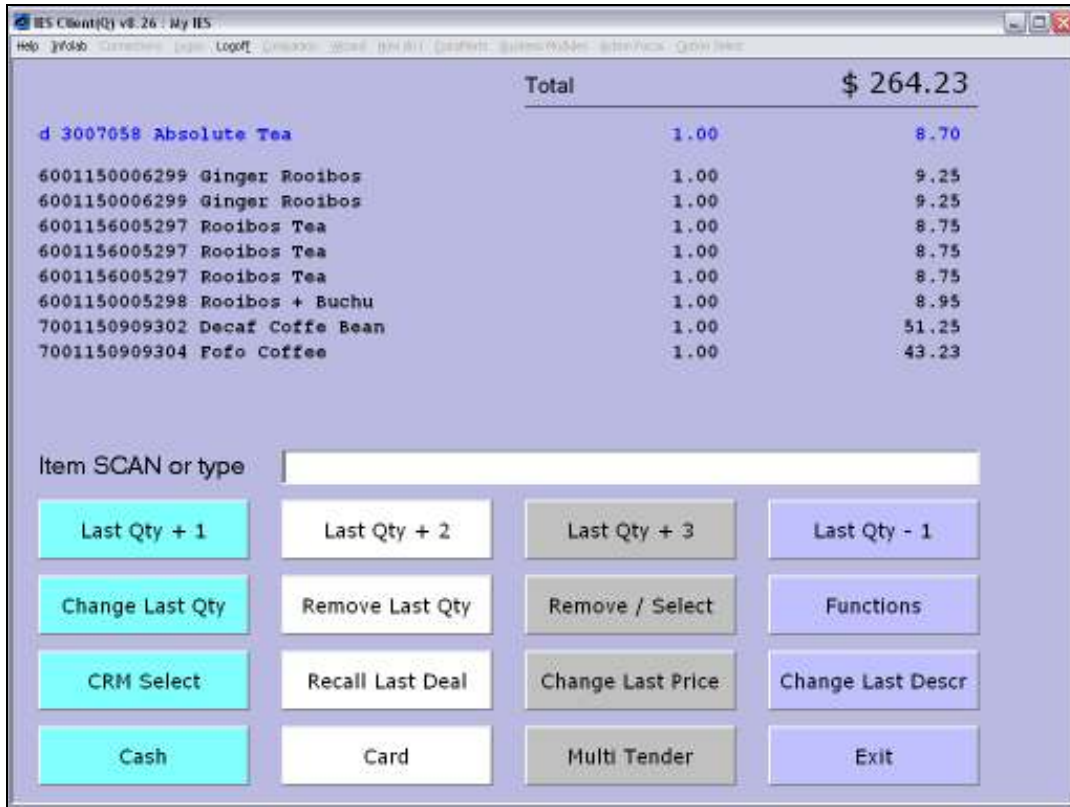 IES Client(Q) v8.26 : My IES
Help Infolab Logoff
Total $ 264.23
d 3007058 Absolute Tea 1.00 8.70
6001150006299 Ginger Rooibos 1.00 9.25
6001150006299 Ginger Rooibos 1.00 9.25
6001156005297 Rooibos Tea 1.00 8.75
6001156005297 Rooibos Tea 1.00 8.75
6001156005297 Rooibos Tea 1.00 8.75
6001150005298 Rooibos + Buchu 1.00 8.95
7001150909302 Decaf Coffe Bean 1.00 51.25
7001150909304 Fofo Coffee 1.00 43.23
Item SCAN or type
Last Qty + 1 Last Qty + 2 Last Qty + 3 Last Qty - 1
Change Last Qty Remove Last Qty Remove / Select Functions
CRM Select Recall Last Deal Change Last Price Change Last Descr
Cash Card Multi Tender Exit